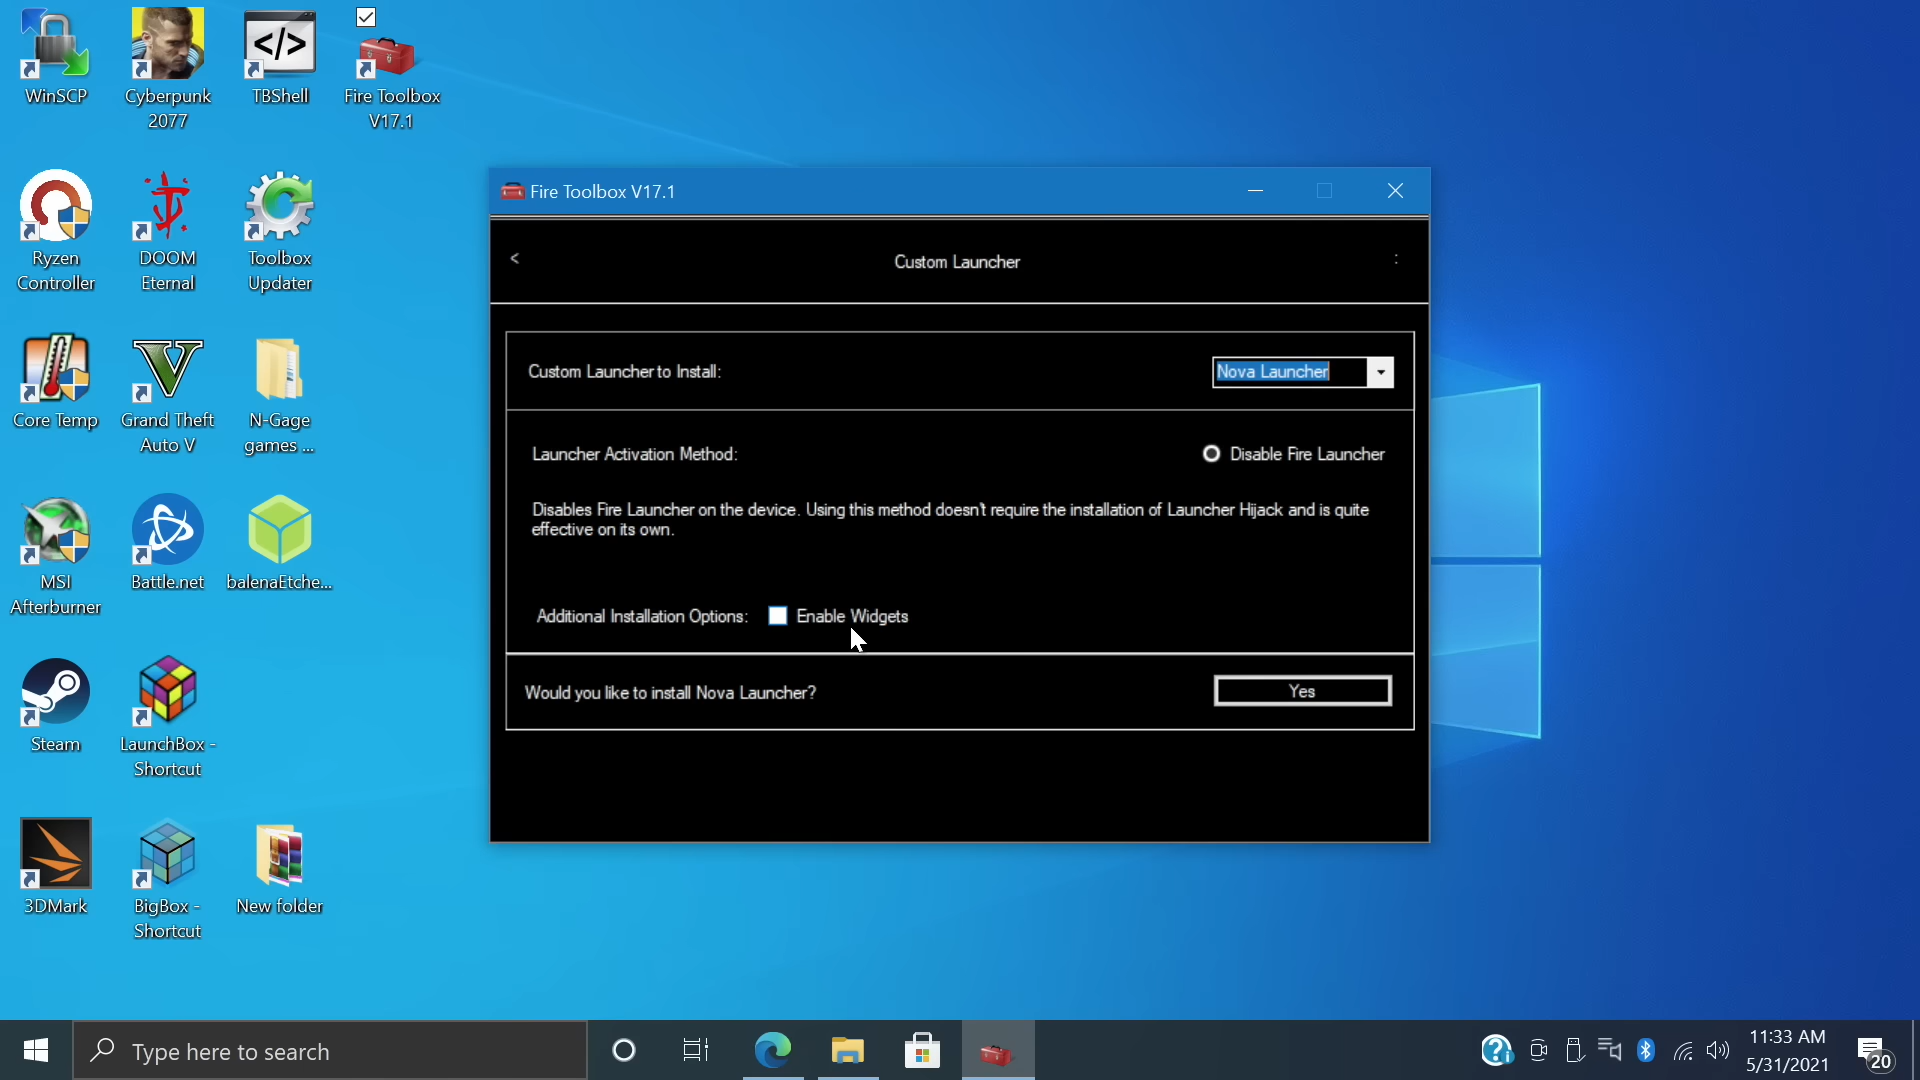 WinSCP
Cyberpunk
2077
</>
TBShell
Fire Toolbox
V17.1
Ryzen
Controller
DOOM
Eternal
Toolbox
Updater
Core Temp
Grand Theft
Auto V
N-Gage
games ...
MSI
Afterburner
Battle.net
balenaEtche...
Steam
LaunchBox -
Shortcut
3DMark
BigBox -
Shortcut
New folder
Fire Toolbox V17.1
<
Custom Launcher
:
Custom Launcher to Install:
Nova Launcher
Launcher Activation Method:
Disable Fire Launcher
Disables Fire Launcher on the device. Using this method doesn't require the installation of Launcher Hijack and is quite
effective on its own.
Additional Installation Options:
Enable Widgets
Would you like to install Nova Launcher?
Yes
Type here to search
11:33 AM
5/31/2021
20